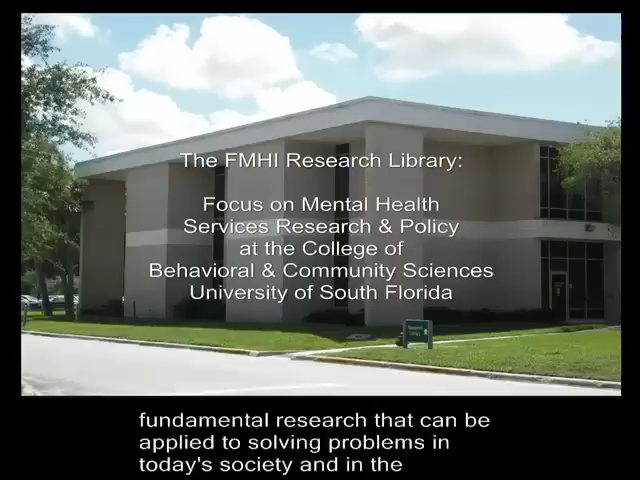 The FMHI Research Library:
Focus on Mental Health
Services Research & Policy
at the College of
Behavioral & Community Sciences
University of South Florida
fundamental research that can be
applied to solving problems in
today's society and in the